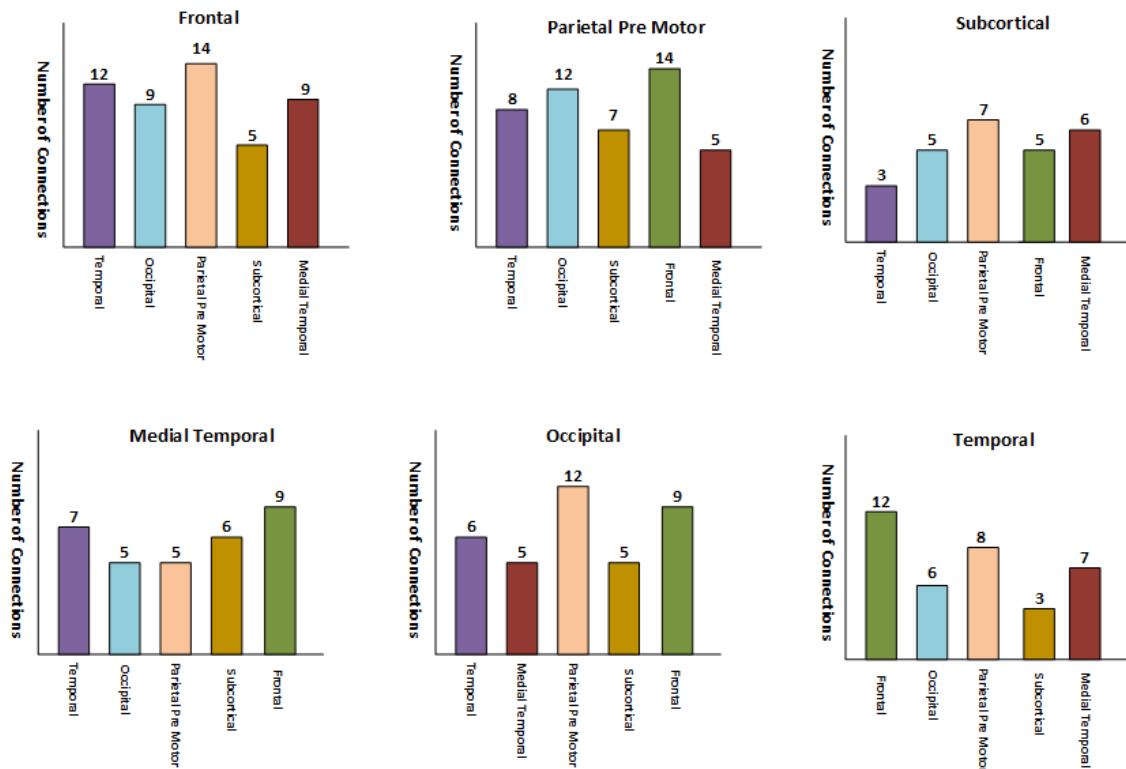 Frontal
Number of Connections
12
9
14
5
9
Temporal
Occipital
Parietal Pre Motor
Subcortical
Medial Temporal
Parietal Pre Motor
Number of Connections
8
12
7
14
5
Temporal
Occipital
Subcortical
Frontal
Medial Temporal
Subcortical
Number of Connections
3
5
7
5
6
Temporal
Occipital
Parietal Pre Motor
Frontal
Medial Temporal
Medial Temporal
Number of Connections
7
5
5
6
9
Temporal
Occipital
Parietal Pre Motor
Subcortical
Frontal
Occipital
Number of Connections
6
5
12
5
9
Temporal
Medial Temporal
Parietal Pre Motor
Subcortical
Frontal
Temporal
Number of Connections
12
6
8
3
7
Frontal
Occipital
Parietal Pre Motor
Subcortical
Medial Temporal